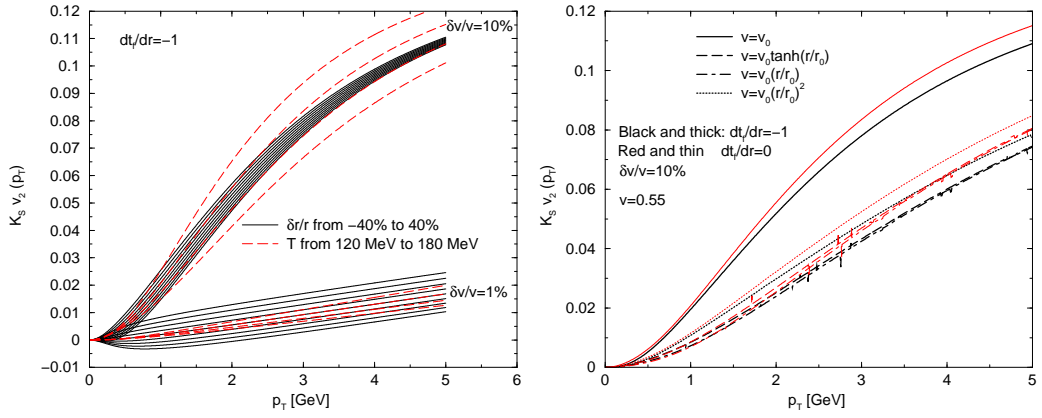 0.12
0.11
0.1
0.09
0.08
0.07
0.06
0.05
0.04
0.03
0.02
0.01
0
−0.01
0 1 2 3 4 5 6
p_T [GeV]
K_S v_2 (p_T)
dt_f/dr=−1
δv/v=10%
δr/r from −40% to 40%
T from 120 MeV to 180 MeV
δv/v=1%
0.12
0.1
0.08
0.06
0.04
0.02
0
0 1 2 3 4 5
p_T [GeV]
K_S v_2(p_T)
v=v_0
v=v_0tanh(r/r_0)
v=v_0(r/r_0)
v=v_0(r/r_0)^2
Black and thick: dt_f/dr=−1
Red and thin dt_f/dr=0
δv/v=10%
v=0.55